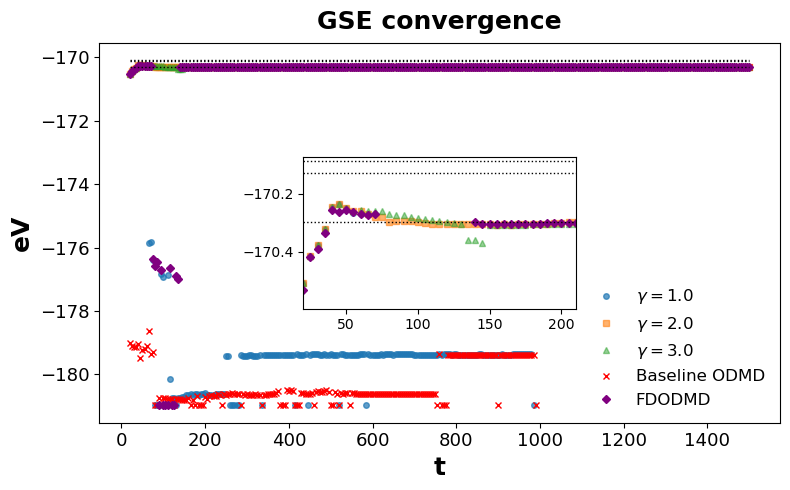 GSE convergence
eV
−170
−172
−174
−176
−178
−180
−170.2
−170.4
50
100
150
200
γ = 1.0
γ = 2.0
γ = 3.0
Baseline ODMD
FDODMD
0
200
400
600
800
1000
1200
1400
t